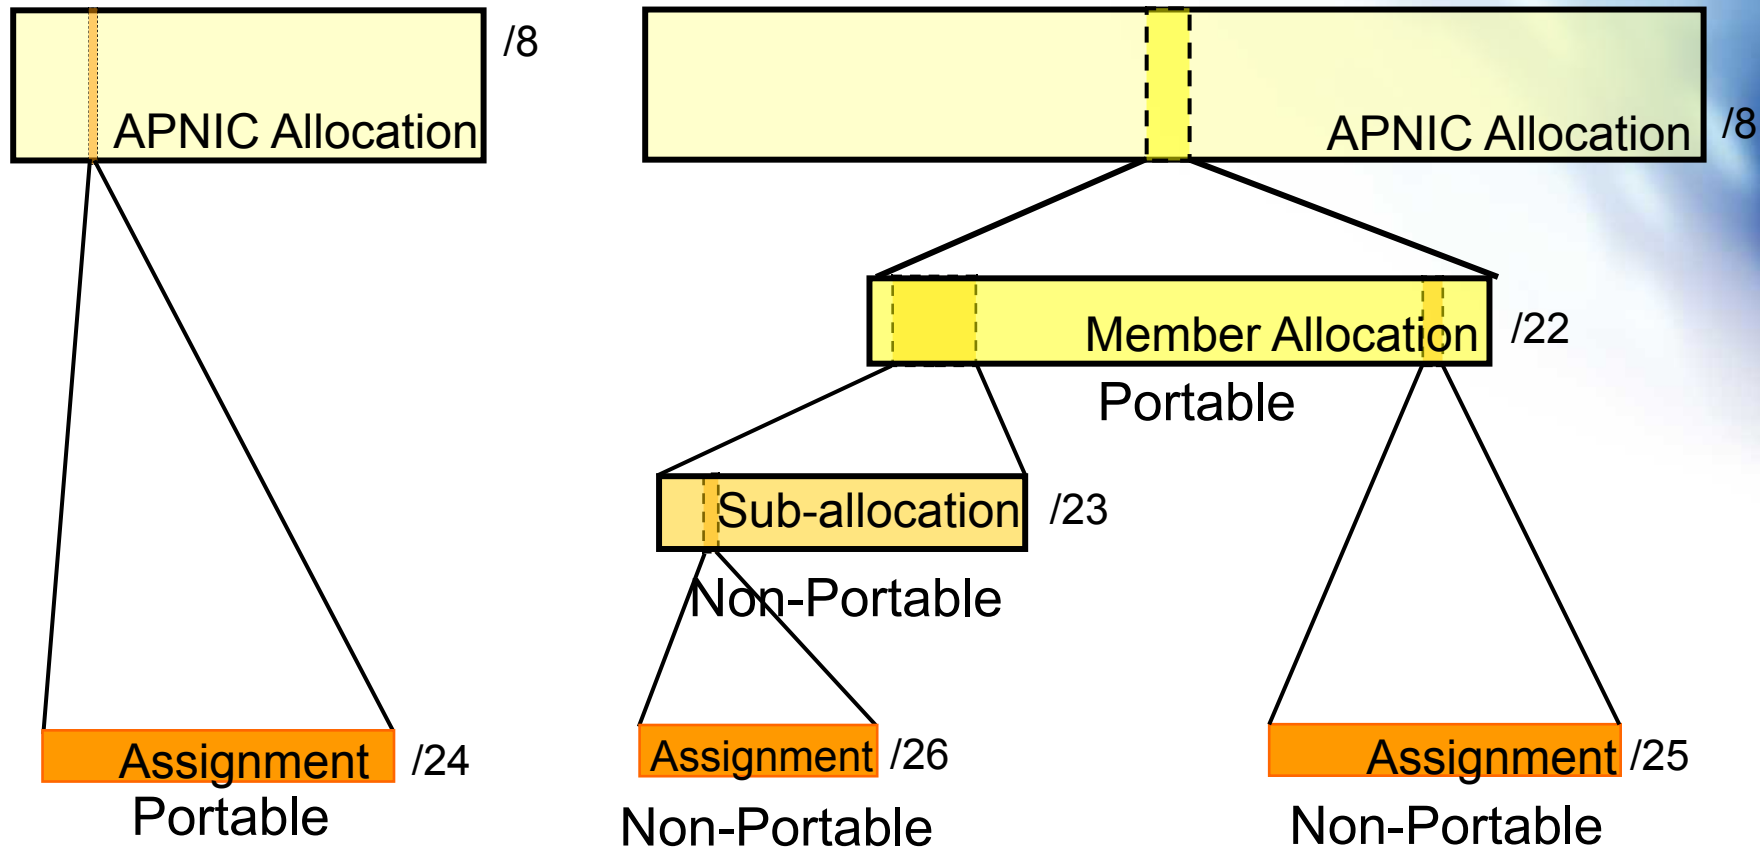 /8
APNIC Allocation
APNIC Allocation /8
Member Allocation /22
Portable
Sub-allocation /23
Non-Portable
Assignment /24
Portable
Assignment /26
Non-Portable
Assignment /25
Non-Portable